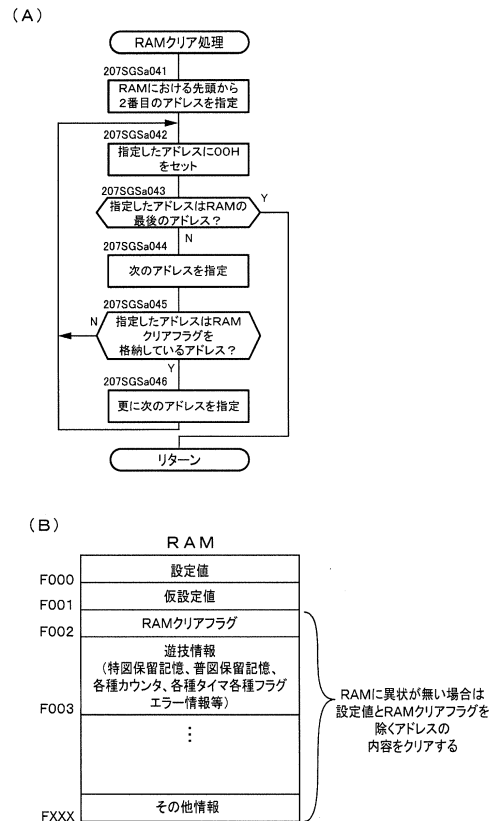 (A)
RAMクリア処理
207SGSa041
RAMにおける先頭から
2番目のアドレスを指定
207SGSa042
指定したアドレスに00H
をセット
207SGSa043
指定したアドレスはRAMの
最後のアドレス？
Y
N
207SGSa044
次のアドレスを指定
207SGSa045
N
指定したアドレスはRAM
クリアフラグを
格納しているアドレス？
Y
207SGSa046
更に次のアドレスを指定
リターン
(B)
RAM
設定値
F000
仮設定値
F001
RAMクリアフラグ
F002
遊技情報
(特図保留記憶、普図保留記憶、
各種カウンタ、各種タイマ各種フラグ
エラー情報等)
F003
⋮
その他情報
FXXX
RAMに異状が無い場合は
設定値とRAMクリアフラグを
除くアドレスの
内容をクリアする